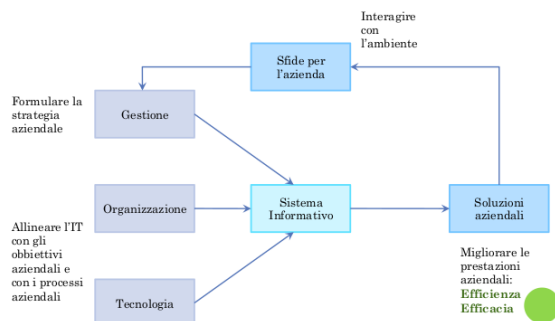 Interagire
con
l'ambiente
Sfide per
l'azienda
Formulare la
strategia
aziendale
Gestione
Organizzazione
Sistema
Informativo
Soluzioni
aziendali
Allineare l'IT
con gli
obbiettivi
aziendali e
con i processi
aziendali
Tecnologia
Migliorare le
prestazioni
aziendali:
Efficienza
Efficacia